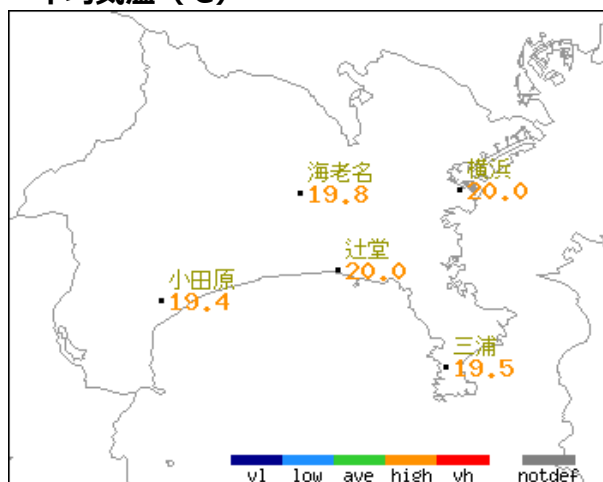 平均気温 (℃)
海老名
19.8
横浜
20.0
辻堂
20.0
小田原
19.4
三浦
19.5
vl low ave high vh notdef